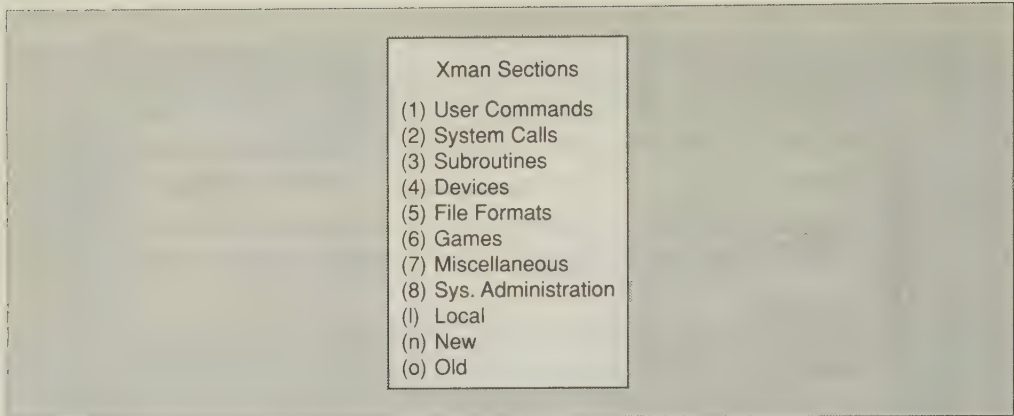 Xman Sections
(1) User Commands
(2) System Calls
(3) Subroutines
(4) Devices
(5) File Formats
(6) Games
(7) Miscellaneous
(8) Sys. Administration
(l) Local
(n) New
(o) Old